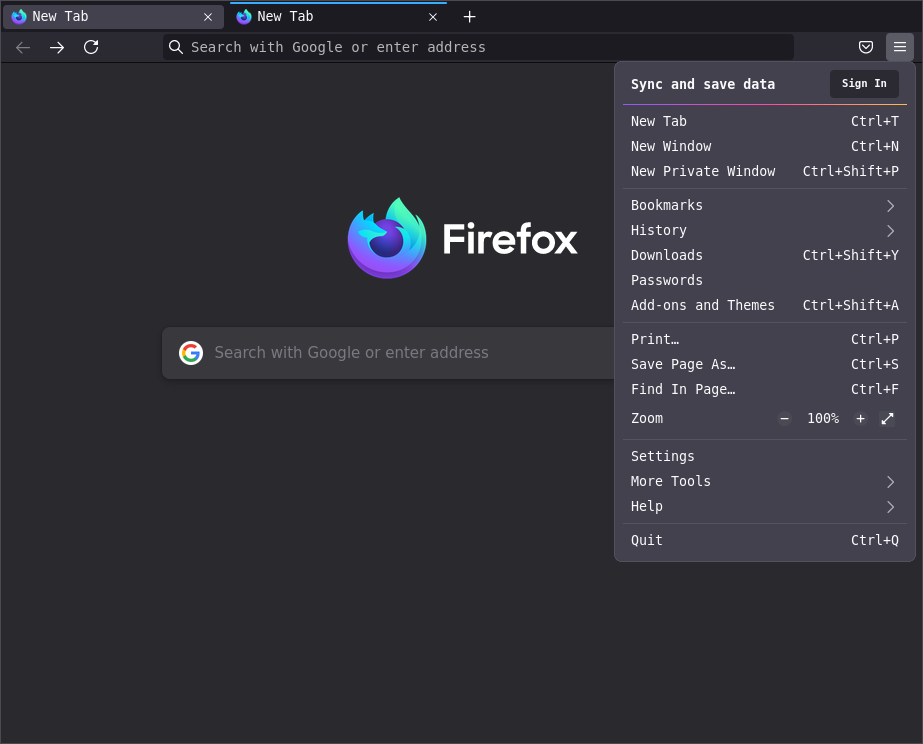 New Tab
New Tab
Search with Google or enter address
Sync and save data Sign In
New Tab Ctrl+T
New Window Ctrl+N
New Private Window Ctrl+Shift+P
Bookmarks
History
Downloads Ctrl+Shift+Y
Passwords
Add-ons and Themes Ctrl+Shift+A
Print… Ctrl+P
Save Page As… Ctrl+S
Find In Page… Ctrl+F
Zoom − 100% +
Settings
More Tools
Help
Quit Ctrl+Q
Firefox
Search with Google or enter address